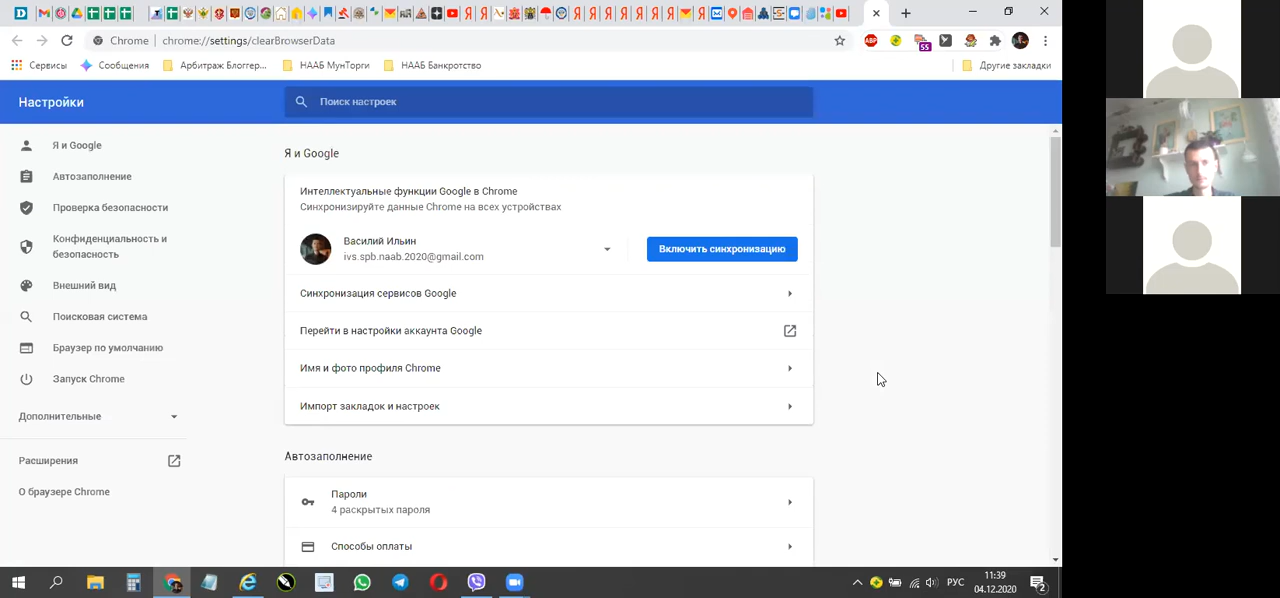 Chrome | chrome://settings/clearBrowserData
ABP
55
Сервисы
Сообщения
Арбитраж Блоггер...
НААБ МунТорги
НААБ Банкротство
Другие закладки
Настройки
Поиск настроек
Я и Google
Автозаполнение
Проверка безопасности
Конфиденциальность и
безопасность
Внешний вид
Поисковая система
Браузер по умолчанию
Запуск Chrome
Дополнительные
Расширения
О браузере Chrome
Я и Google
Интеллектуальные функции Google в Chrome
Синхронизируйте данные Chrome на всех устройствах
Василий Ильин
ivs.spb.naab.2020@gmail.com
Включить синхронизацию
Синхронизация сервисов Google
Перейти в настройки аккаунта Google
Имя и фото профиля Chrome
Импорт закладок и настроек
Автозаполнение
Пароли
4 раскрытых пароля
Способы оплаты
РУС
11:39
04.12.2020
2